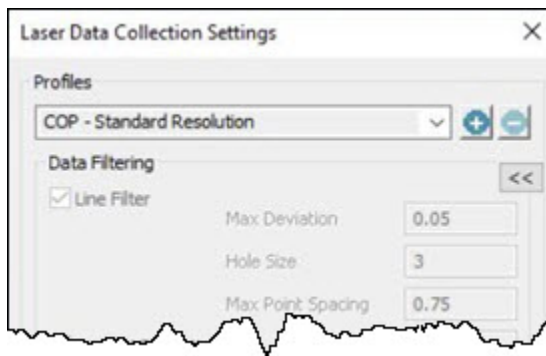 Laser Data Collection Settings
Profiles
COP - Standard Resolution
Data Filtering
<<
Line Filter
Max Deviation 0.05
Hole Size 3
Max Point Spacing 0.75